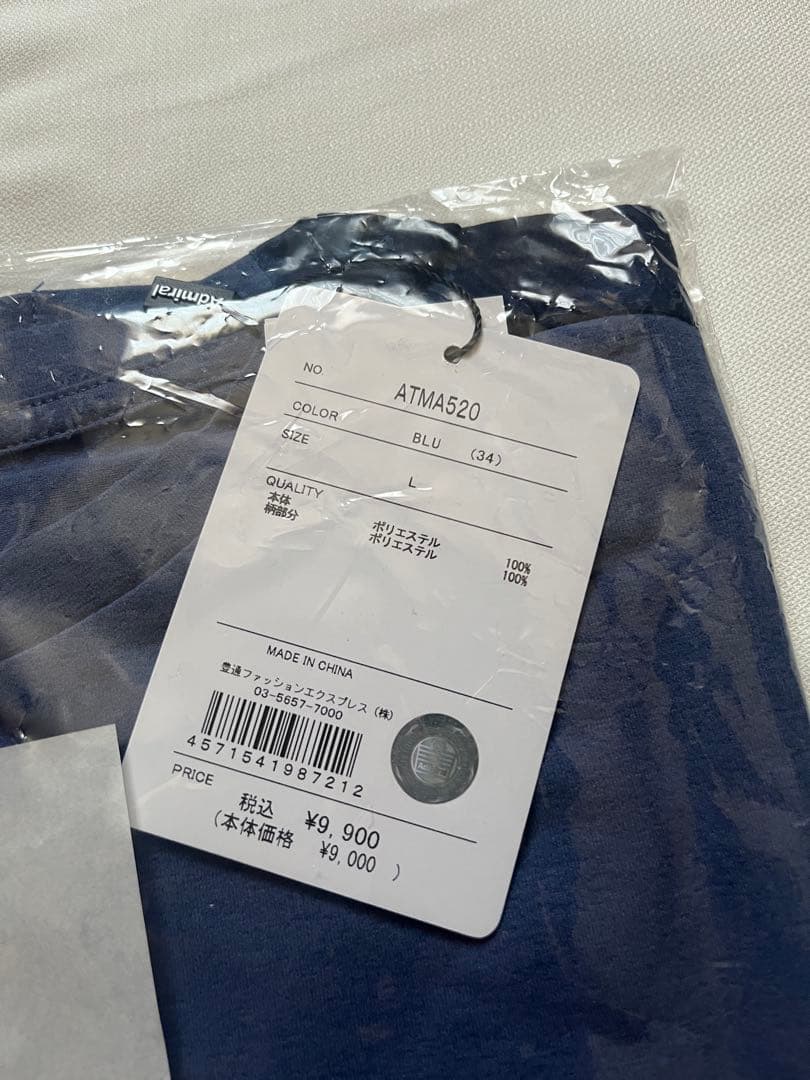 Admiral
NO. ATMA520
COLOR BLU (34)
SIZE L
QUALITY
本体 ポリエステル 100%
柄部分 ポリエステル 100%
MADE IN CHINA
豊通ファッションエクスプレス(株)
03-5657-7000
4571541987212
PRICE 税込 ¥9,900
(本体価格 ¥9,000 )